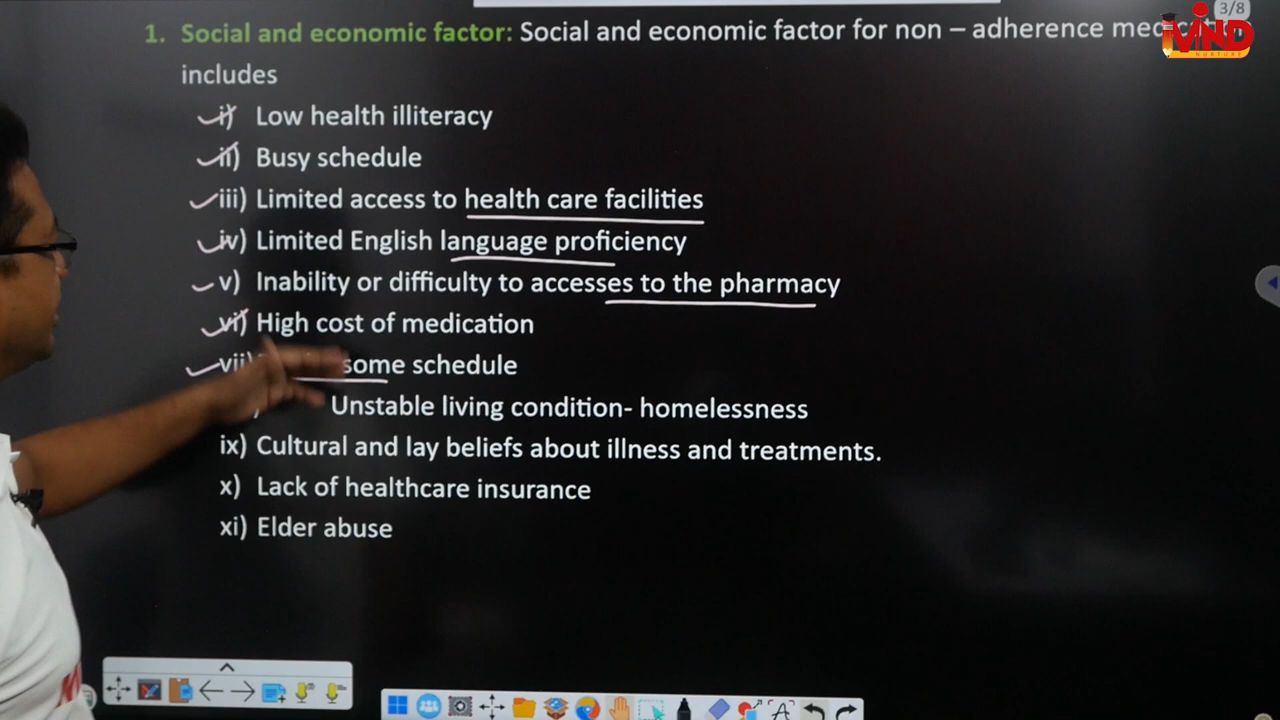 3/8
1. Social and economic factor: Social and economic factor for non – adherence
includes
i) Low health illiteracy
ii) Busy schedule
iii) Limited access to health care facilities
iv) Limited English language proficiency
v) Inability or difficulty to accesses to the pharmacy
vi) High cost of medication
vii) some schedule
Unstable living condition- homelessness
ix) Cultural and lay beliefs about illness and treatments.
x) Lack of healthcare insurance
xi) Elder abuse
NURTURE